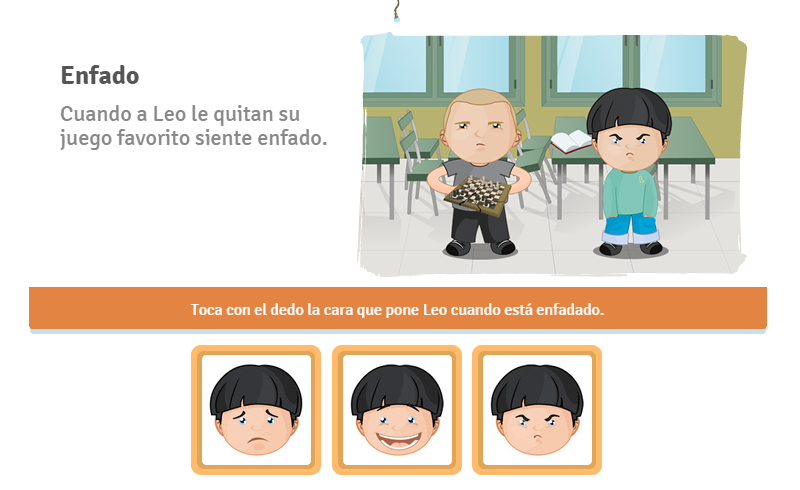 Enfado
Cuando a Leo le quitan su
juego favorito siente enfado.
Toca con el dedo la cara que pone Leo cuando está enfadado.